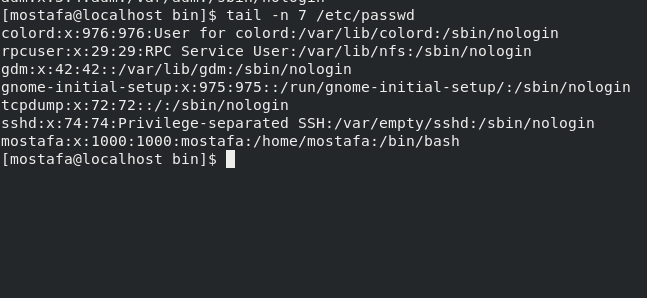 [mostafa@localhost bin]$ tail -n 7 /etc/passwd
colord:x:976:976:User for colord:/var/lib/colord:/sbin/nologin
rpcuser:x:29:29:RPC Service User:/var/lib/nfs:/sbin/nologin
gdm:x:42:42::/var/lib/gdm:/sbin/nologin
gnome-initial-setup:x:975:975::/run/gnome-initial-setup/:/sbin/nologin
tcpdump:x:72:72::/:/sbin/nologin
sshd:x:74:74:Privilege-separated SSH:/var/empty/sshd:/sbin/nologin
mostafa:x:1000:1000:mostafa:/home/mostafa:/bin/bash
[mostafa@localhost bin]$